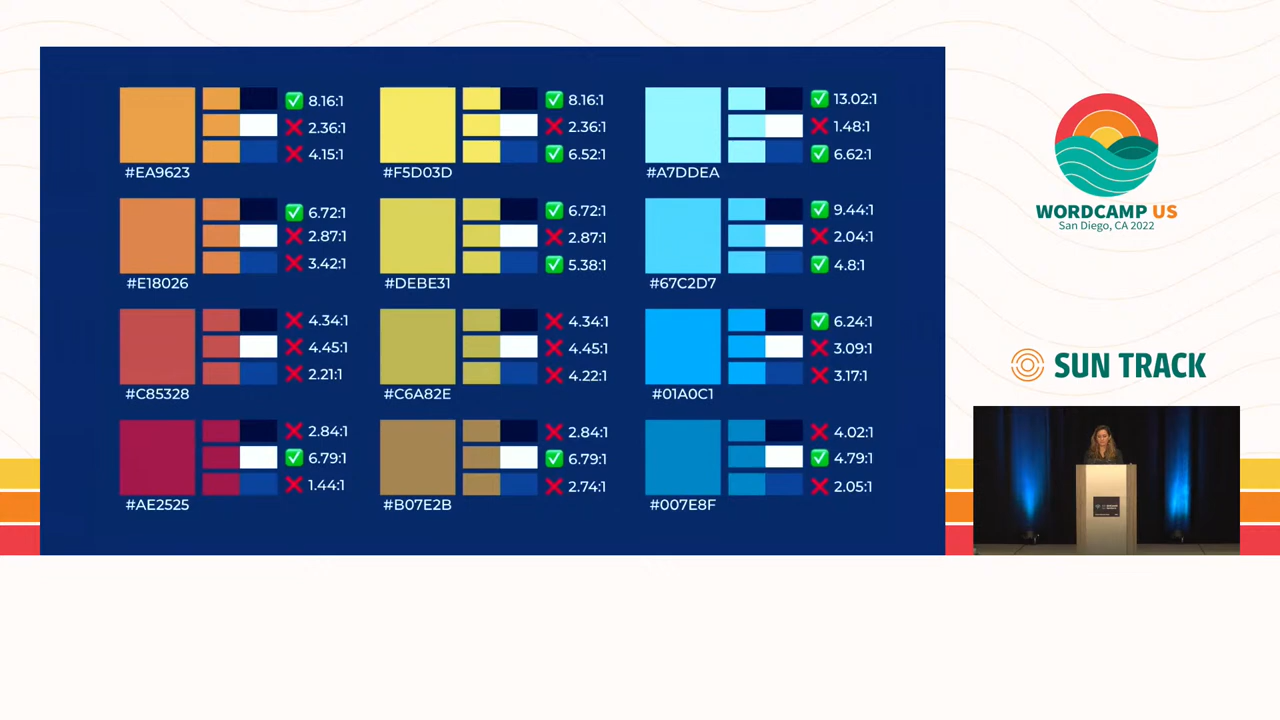 ✅ 8.16:1
❌ 2.36:1
❌ 4.15:1
#EA9623
✅ 8.16:1
❌ 2.36:1
✅ 6.52:1
#F5D03D
✅ 13.02:1
❌ 1.48:1
✅ 6.62:1
#A7DDEA
✅ 6.72:1
❌ 2.87:1
❌ 3.42:1
#E18026
✅ 6.72:1
❌ 2.87:1
✅ 5.38:1
#DEBE31
✅ 9.44:1
❌ 2.04:1
✅ 4.8:1
#67C2D7
❌ 4.34:1
❌ 4.45:1
❌ 2.21:1
#C85328
❌ 4.34:1
❌ 4.45:1
❌ 4.22:1
#C6A82E
✅ 6.24:1
❌ 3.09:1
❌ 3.17:1
#01A0C1
❌ 2.84:1
✅ 6.79:1
❌ 1.44:1
#AE2525
❌ 2.84:1
✅ 6.79:1
❌ 2.74:1
#B07E2B
❌ 4.02:1
✅ 4.79:1
❌ 2.05:1
#007E8F
WORDCAMP US
San Diego, CA 2022
SUN TRACK